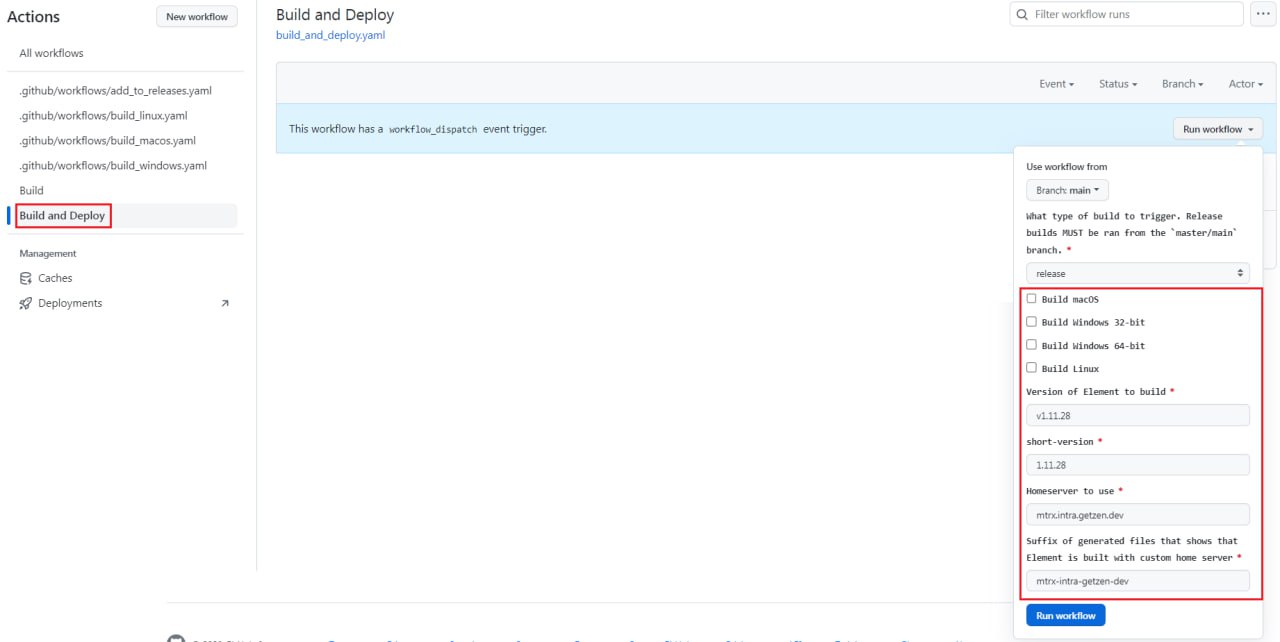 Actions
New workflow
All workflows
.github/workflows/add_to_releases.yaml
.github/workflows/build_linux.yaml
.github/workflows/build_macos.yaml
.github/workflows/build_windows.yaml
Build
Build and Deploy
Management
Caches
Deployments
Build and Deploy
build_and_deploy.yaml
Filter workflow runs
Event
Status
Branch
Actor
This workflow has a workflow_dispatch event trigger.
Run workflow
Use workflow from
Branch: main
What type of build to trigger. Release
builds MUST be ran from the `master/main`
branch. *
release
Build macOS
Build Windows 32-bit
Build Windows 64-bit
Build Linux
Version of Element to build *
v1.11.28
short-version *
1.11.28
Homeserver to use *
mtrx.intra.getzen.dev
Suffix of generated files that shows that
Element is built with custom home server *
mtrx-intra-getzen-dev
Run workflow